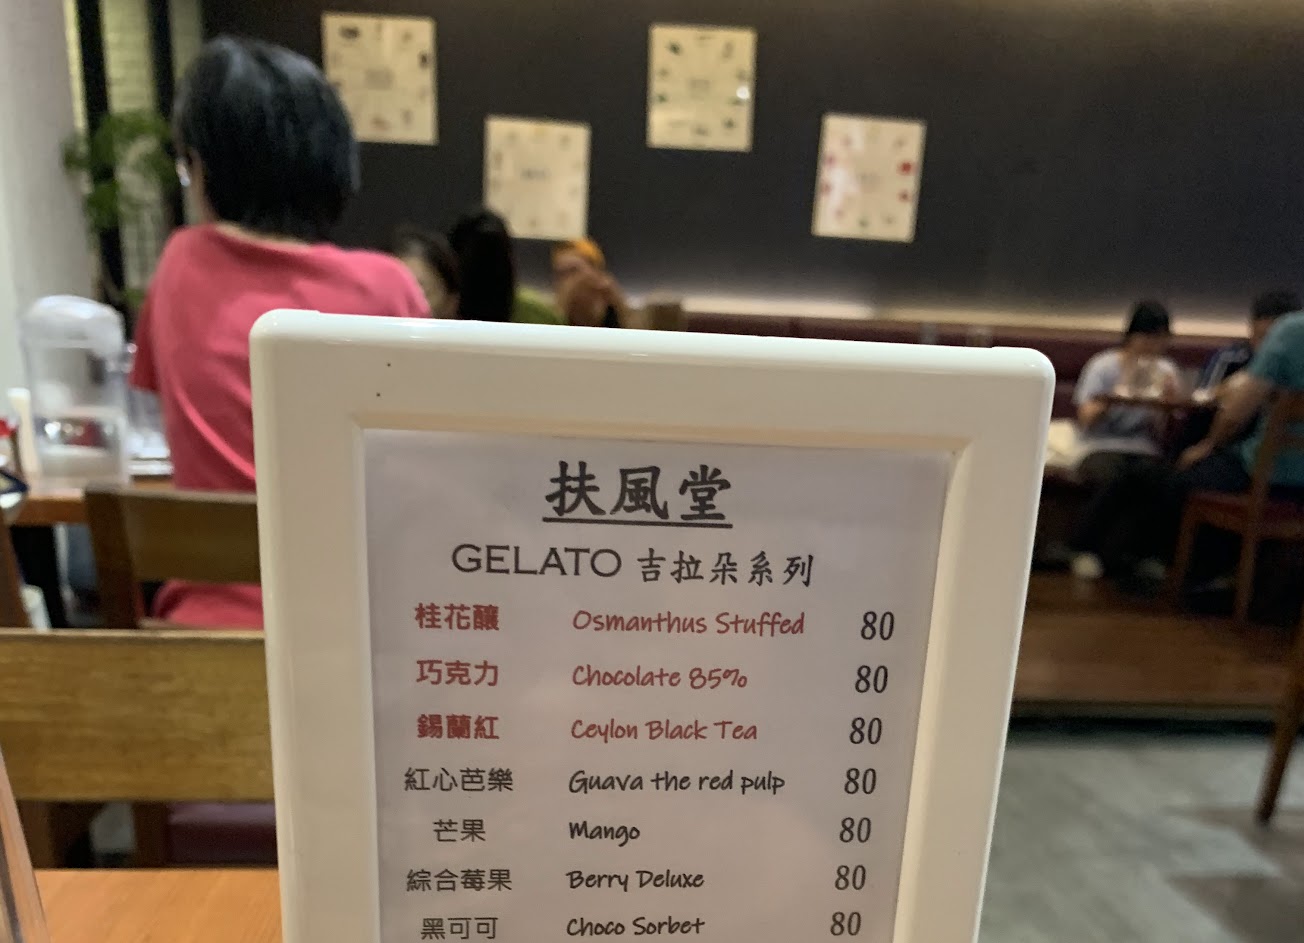 扶風堂
GELATO 吉拉朵系列
桂花釀 Osmanthus Stuffed 80
巧克力 Chocolate 85% 80
錫蘭紅 Ceylon Black Tea 80
紅心芭樂 Guava the red pulp 80
芒果 Mango 80
綜合莓果 Berry Deluxe 80
黑可可 Choco Sorbet 80